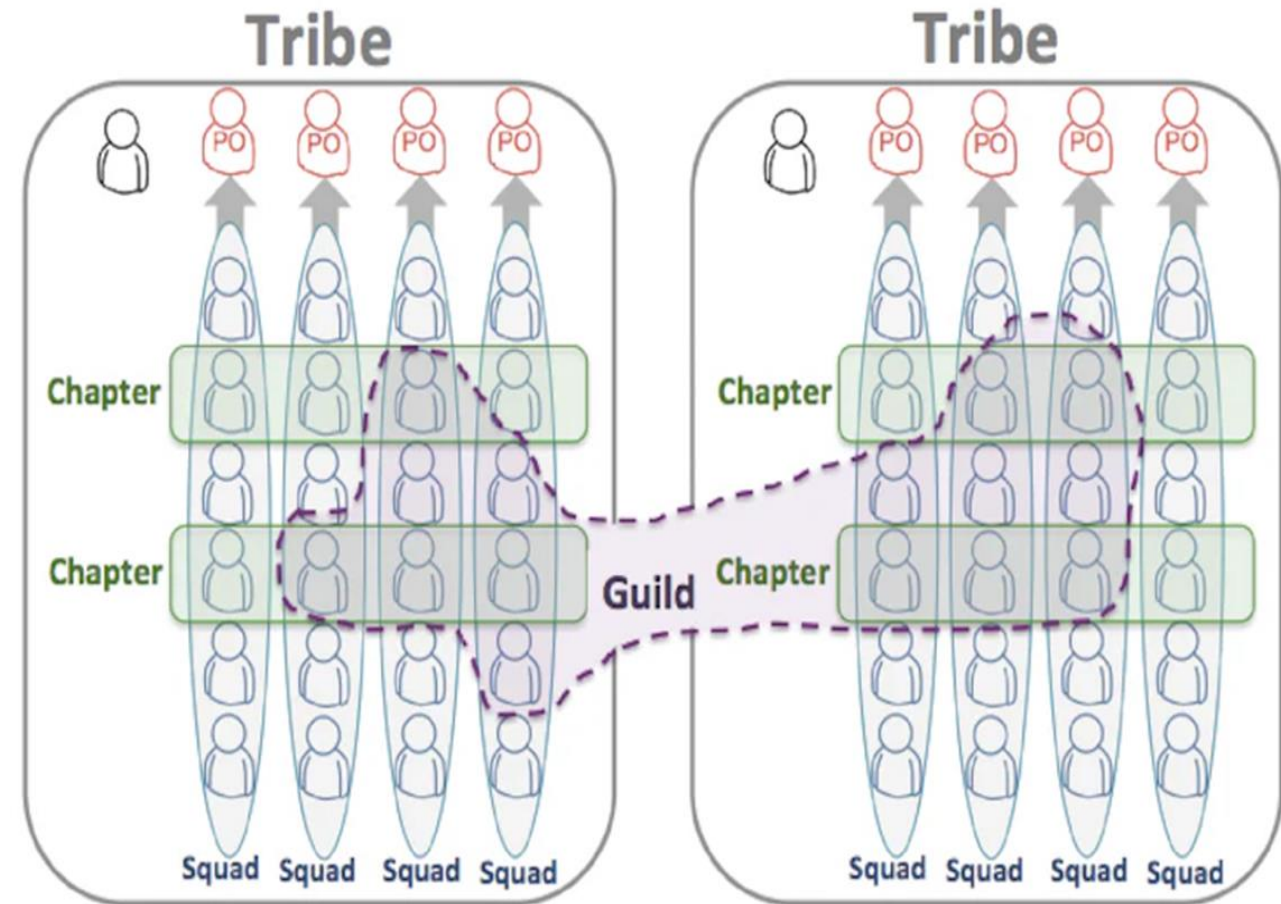 Tribe Tribe
PO PO PO PO PO PO PO PO
Chapter Chapter
Chapter Guild Chapter
Squad Squad Squad Squad Squad Squad Squad Squad